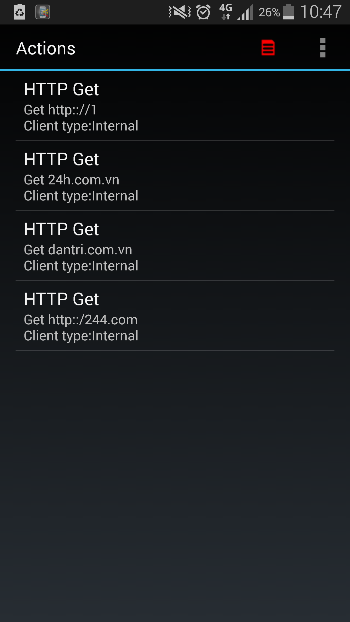 4G
26%
10:47
Actions
HTTP Get
Get http:://1
Client type:Internal
HTTP Get
Get 24h.com.vn
Client type:Internal
HTTP Get
Get dantri.com.vn
Client type:Internal
HTTP Get
Get http::/244.com
Client type:Internal